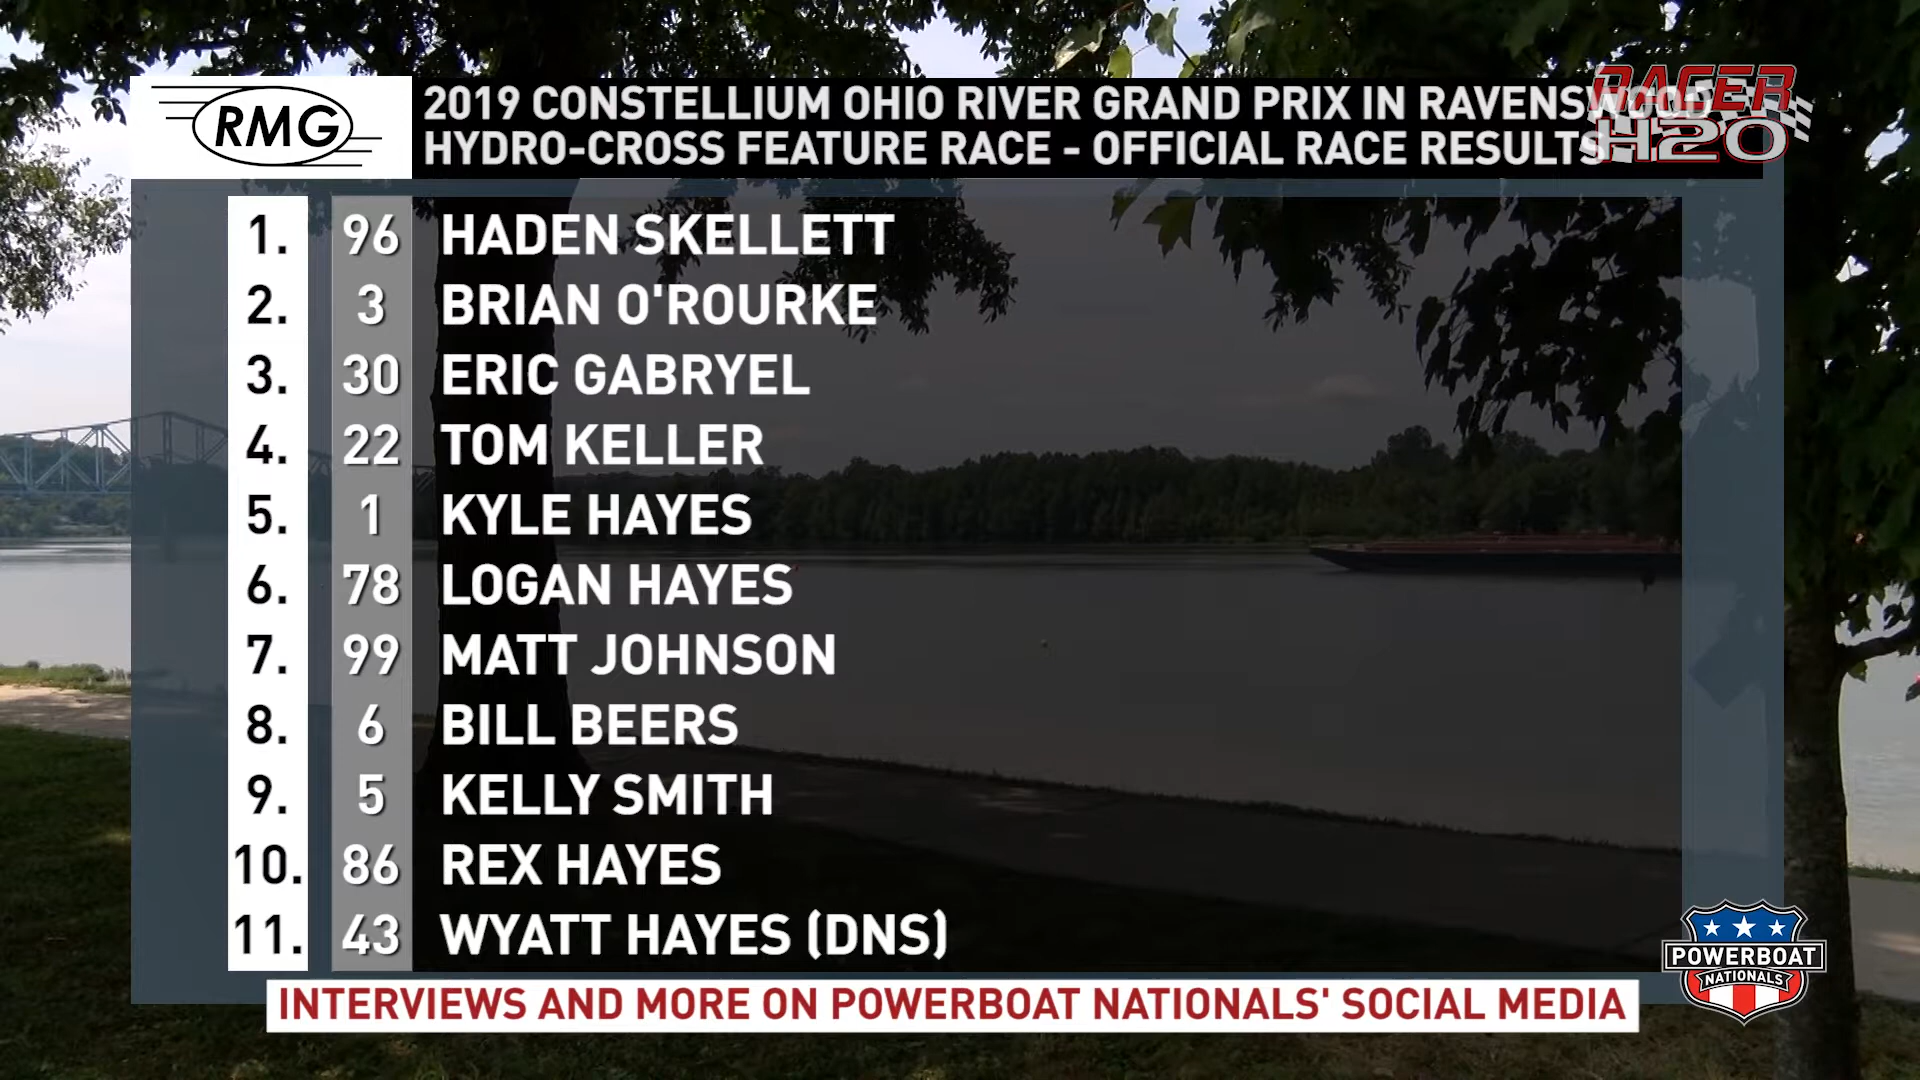 RMG
2019 CONSTELLIUM OHIO RIVER GRAND PRIX IN RAVENSWOOD
HYDRO-CROSS FEATURE RACE - OFFICIAL RACE RESULTS
RACER
H2O
1. 96 HADEN SKELLETT
2. 3 BRIAN O'ROURKE
3. 30 ERIC GABRYEL
4. 22 TOM KELLER
5. 1 KYLE HAYES
6. 78 LOGAN HAYES
7. 99 MATT JOHNSON
8. 6 BILL BEERS
9. 5 KELLY SMITH
10. 86 REX HAYES
11. 43 WYATT HAYES (DNS)
POWERBOAT
NATIONALS
INTERVIEWS AND MORE ON POWERBOAT NATIONALS' SOCIAL MEDIA